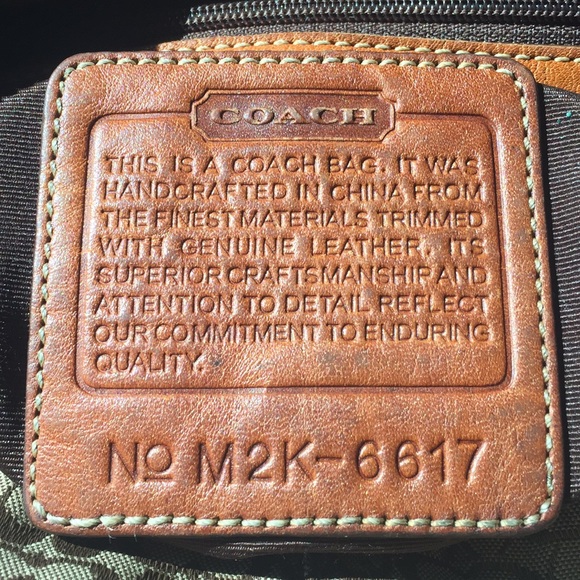 COACH
THIS IS A COACH BAG. IT WAS
HANDCRAFTED IN CHINA FROM
THE FINEST MATERIALS TRIMMED
WITH GENUINE LEATHER. ITS
SUPERIOR CRAFTSMANSHIP AND
ATTENTION TO DETAIL REFLECT
OUR COMMITMENT TO ENDURING
QUALITY.
No M2K-6617